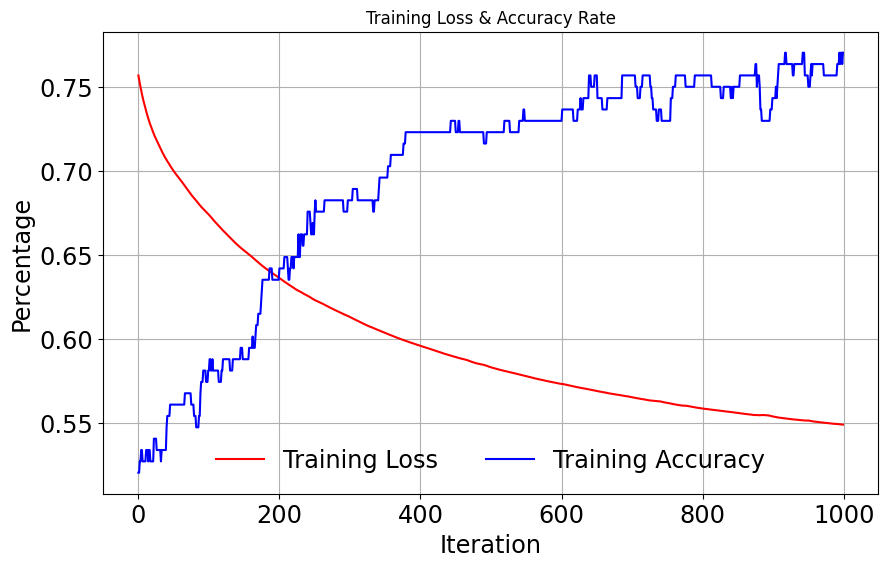 Training Loss & Accuracy Rate
Percentage
0.75
0.70
0.65
0.60
0.55
Training Loss Training Accuracy
0 200 400 600 800 1000
Iteration